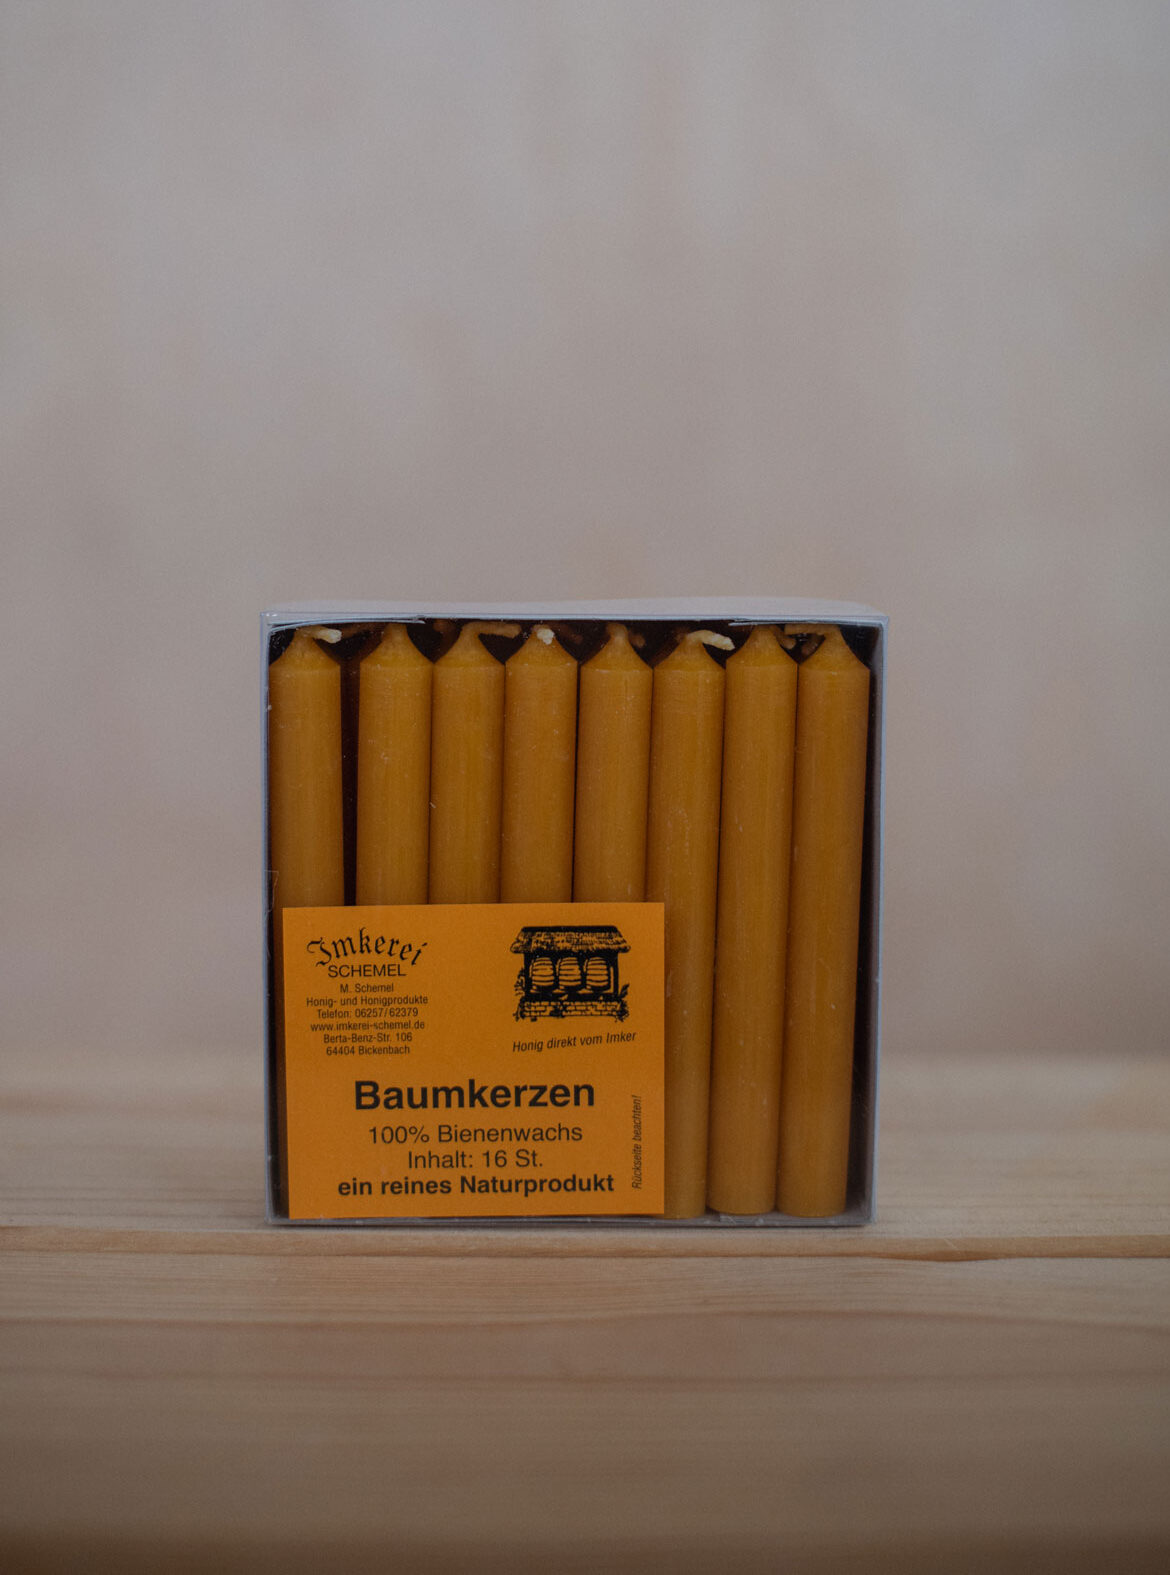 Imkerei
SCHEMEL
M. Schemel
Honig- und Honigprodukte
Telefon: 06257/62379
www.imkerei-schemel.de
Berta-Benz-Str. 106
64404 Bickenbach
Honig direkt vom Imker
Baumkerzen
100% Bienenwachs
Inhalt: 16 St.
ein reines Naturprodukt
Rückseite beachten!